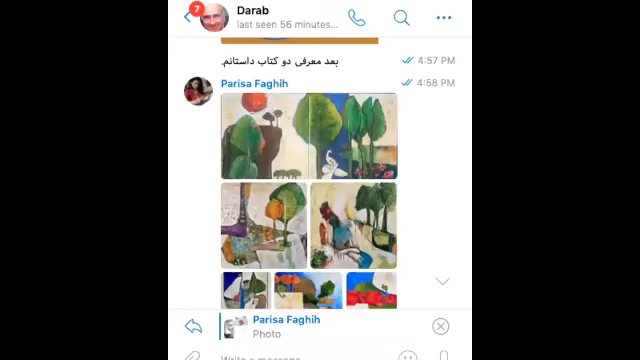 7
Darab
last seen 56 minutes...
بعد معرفی دو کتاب داستانم.
4:57 PM
Parisa Faghih
4:58 PM
Parisa Faghih
Photo
Write a message...